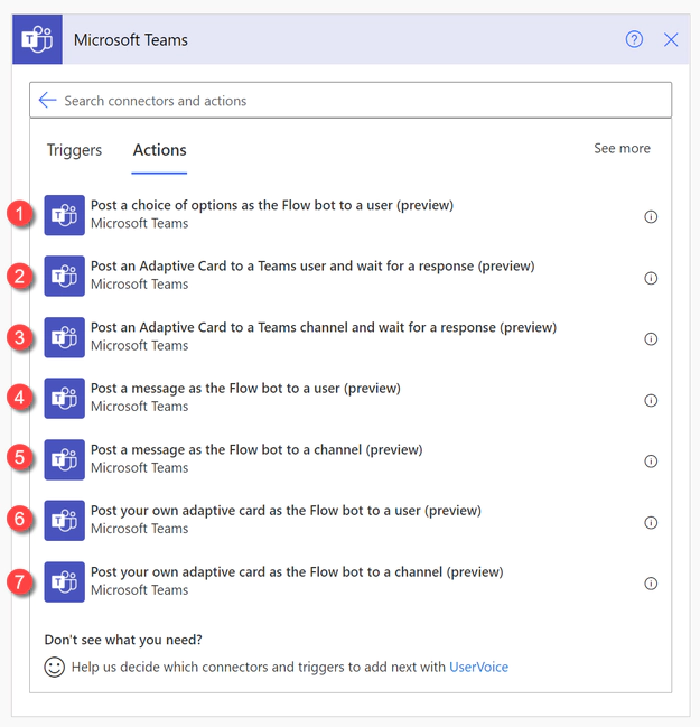 Microsoft Teams
Search connectors and actions
Triggers Actions See more
1 Post a choice of options as the Flow bot to a user (preview)
Microsoft Teams
2 Post an Adaptive Card to a Teams user and wait for a response (preview)
Microsoft Teams
3 Post an Adaptive Card to a Teams channel and wait for a response (preview)
Microsoft Teams
4 Post a message as the Flow bot to a user (preview)
Microsoft Teams
5 Post a message as the Flow bot to a channel (preview)
Microsoft Teams
6 Post your own adaptive card as the Flow bot to a user (preview)
Microsoft Teams
7 Post your own adaptive card as the Flow bot to a channel (preview)
Microsoft Teams
Don't see what you need?
Help us decide which connectors and triggers to add next with UserVoice